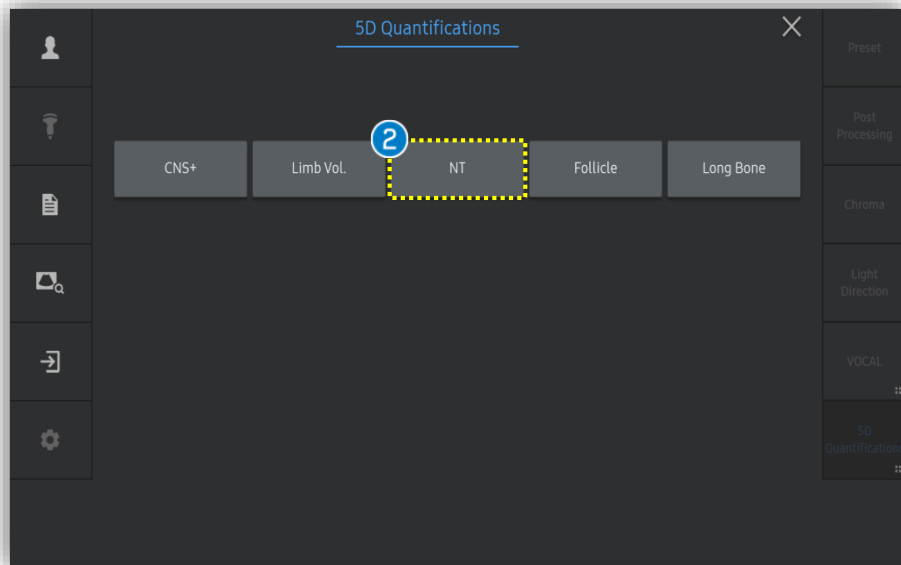 5D Quantifications
Preset
Post
Processing
2
CNS+
Limb Vol.
NT
Follicle
Long Bone
Chroma
Light
Direction
VOCAL
5D
Quantification